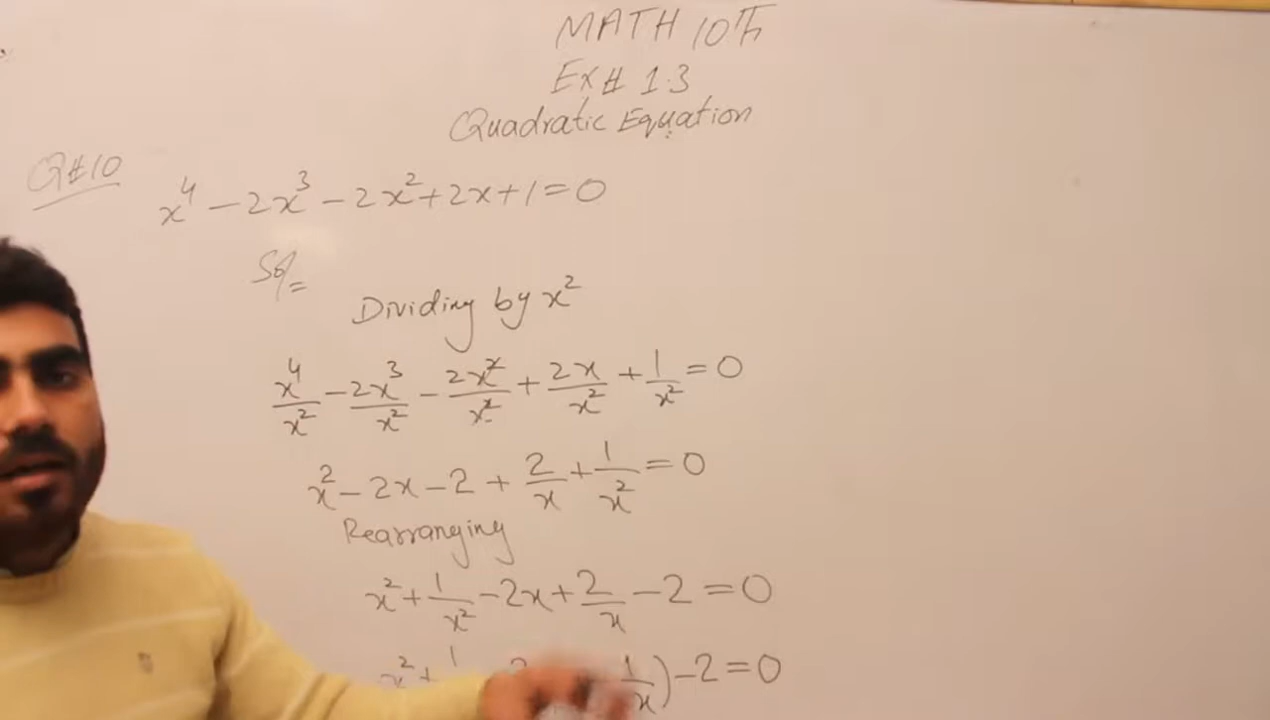 MATH 10Th
Ex# 1.3
Quadratic Equation
Q#10
x⁴ - 2x³ - 2x² + 2x + 1 = 0
Sol=
Dividing by x²
x⁴/x² - 2x³/x² - 2x²/x² + 2x/x² + 1/x² = 0
x² - 2x - 2 + 2/x + 1/x² = 0
Rearranging
x² + 1/x² - 2x + 2/x - 2 = 0
x² + 1 2 1/x) - 2 = 0